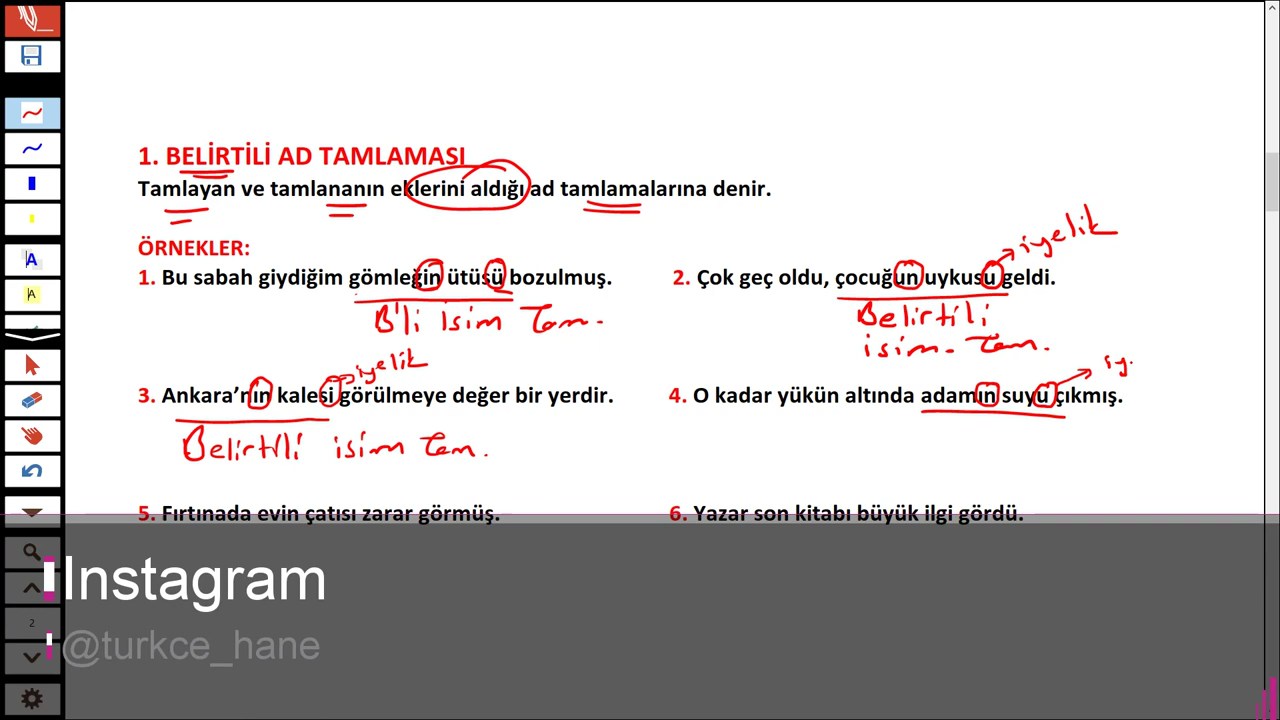 1. BELİRTİLİ AD TAMLAMASI
Tamlayan ve tamlananın eklerini aldığı ad tamlamalarına denir.
ÖRNEKLER:
1. Bu sabah giydiğim gömleğin ütüsü bozulmuş.
B'li isim Tam.
2. Çok geç oldu, çocuğun uykusu geldi.
iyelik
Belirtili
isim. Tam.
3. Ankara’nın kalesi görülmeye değer bir yerdir.
iyelik
Belirtili isim Tam.
4. O kadar yükün altında adamın suyu çıkmış.
iy.
5. Fırtınada evin çatısı zarar görmüş.
6. Yazar son kitabı büyük ilgi gördü.
A
A
2
Instagram
@turkce_hane